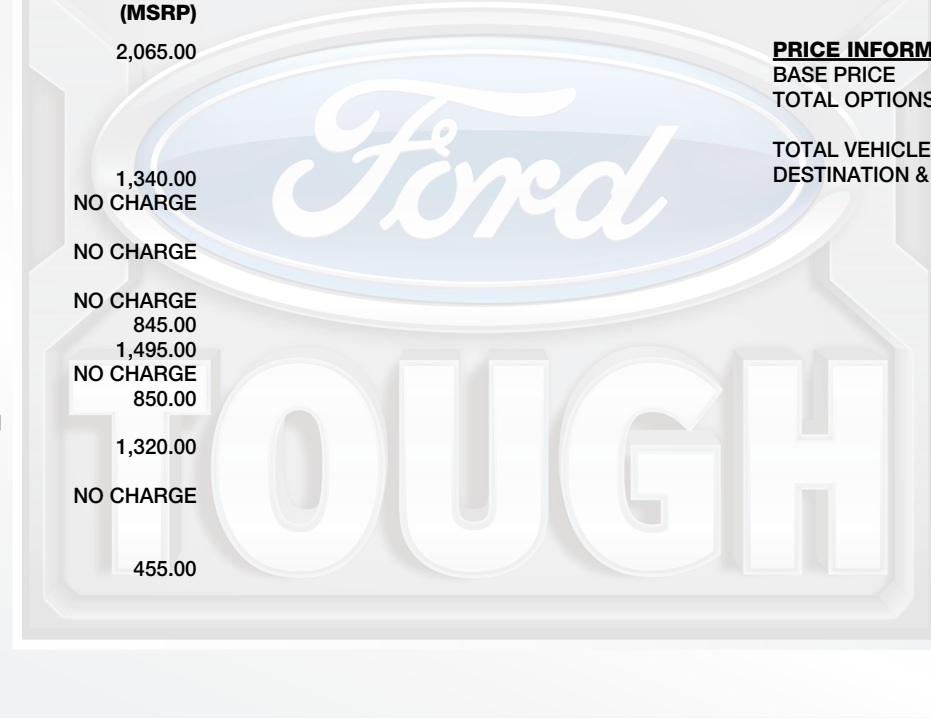 (MSRP)
2,065.00
1,340.00
NO CHARGE
NO CHARGE
NO CHARGE
845.00
1,495.00
NO CHARGE
850.00
1,320.00
NO CHARGE
455.00
PRICE INFORM
BASE PRICE
TOTAL OPTIONS
TOTAL VEHICLE
DESTINATION &
Ford
TOUGH